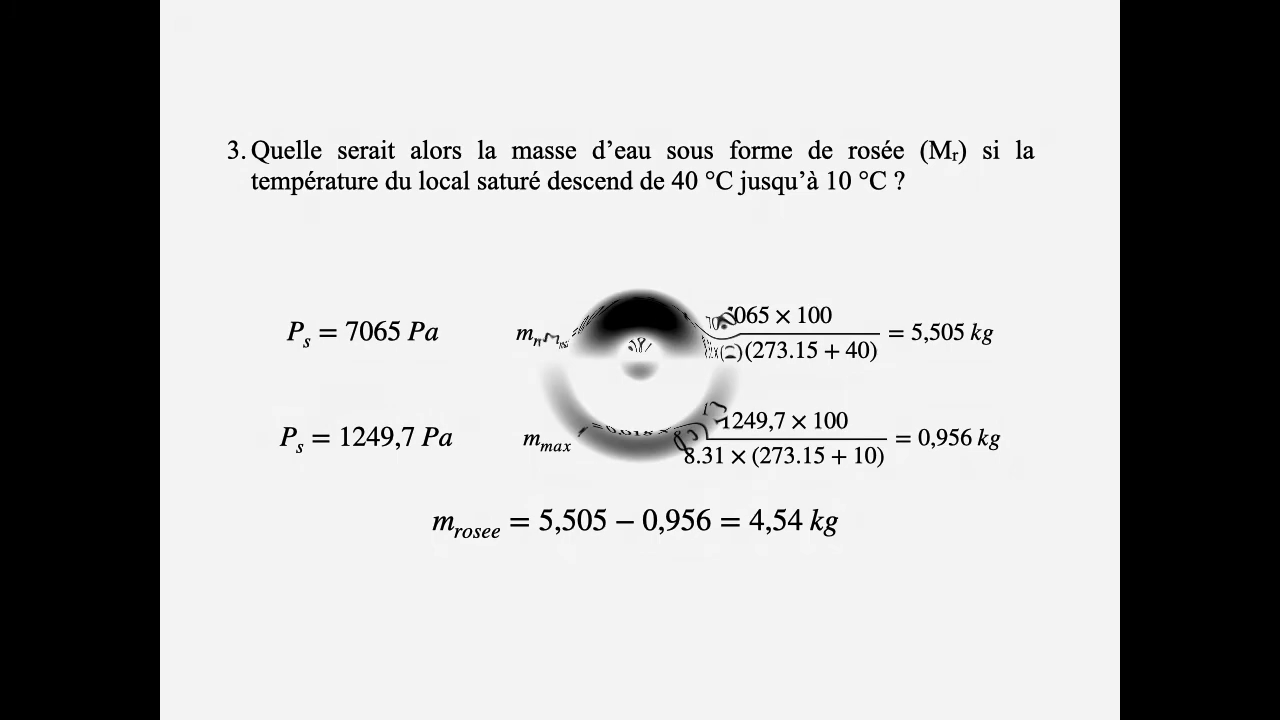 3. Quelle serait alors la masse d’eau sous forme de rosée (Mr) si la
température du local saturé descend de 40 °C jusqu’à 10 °C ?
Ps = 7065 Pa 065 × 100 / (273.15 + 40) = 5,505 kg
Ps = 1249,7 Pa mmax 1249,7 × 100 / 8.31 × (273.15 + 10) = 0,956 kg
mrosee = 5,505 − 0,956 = 4,54 kg